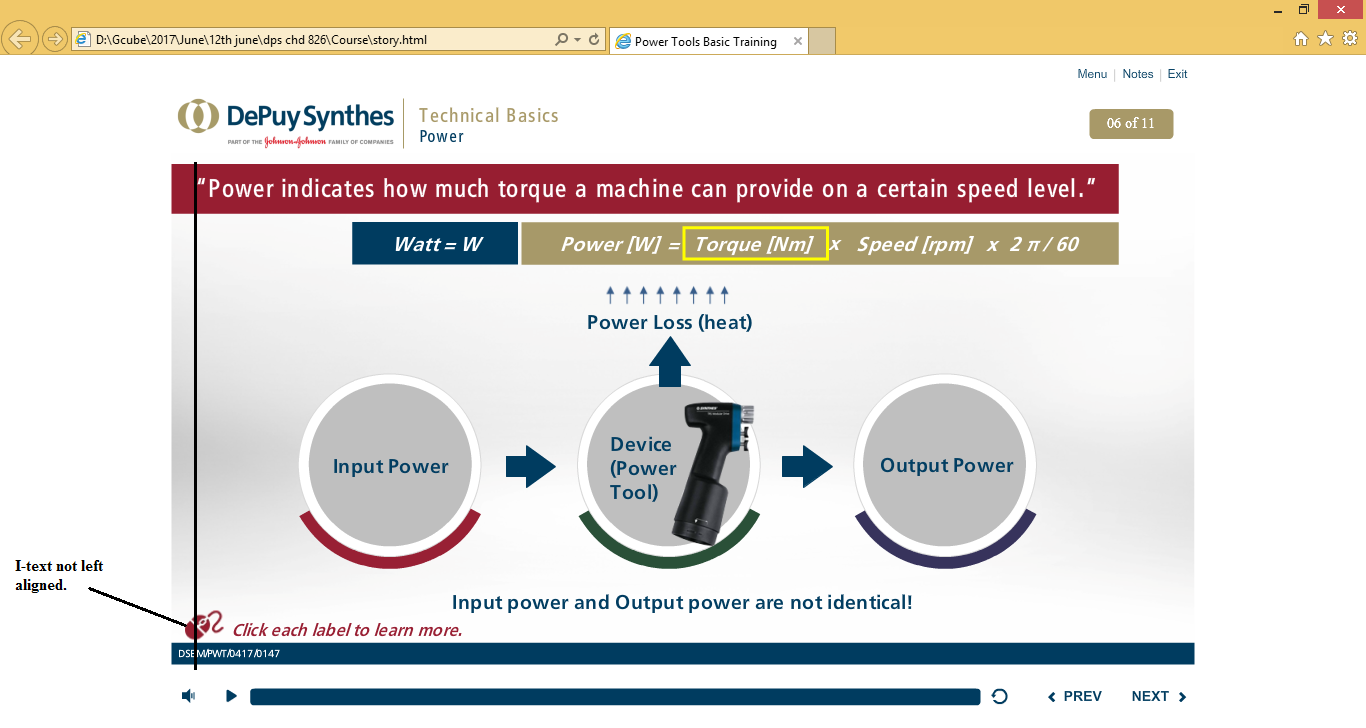 D:\Gcube\2017\June\12th june\dps chd 826\Course\story.html
Power Tools Basic Training
Menu | Notes | Exit
DePuy Synthes
PART OF THE Johnson & Johnson FAMILY OF COMPANIES
Technical Basics
Power
06 of 11
“Power indicates how much torque a machine can provide on a certain speed level.”
Watt = W
Power [W] = Torque [Nm] x Speed [rpm] x 2 π / 60
Power Loss (heat)
Input Power
Device
(Power
Tool)
Output Power
I-text not left
aligned.
Input power and Output power are not identical!
Click each label to learn more.
DSEM/PWT/0417/0147
PREV
NEXT